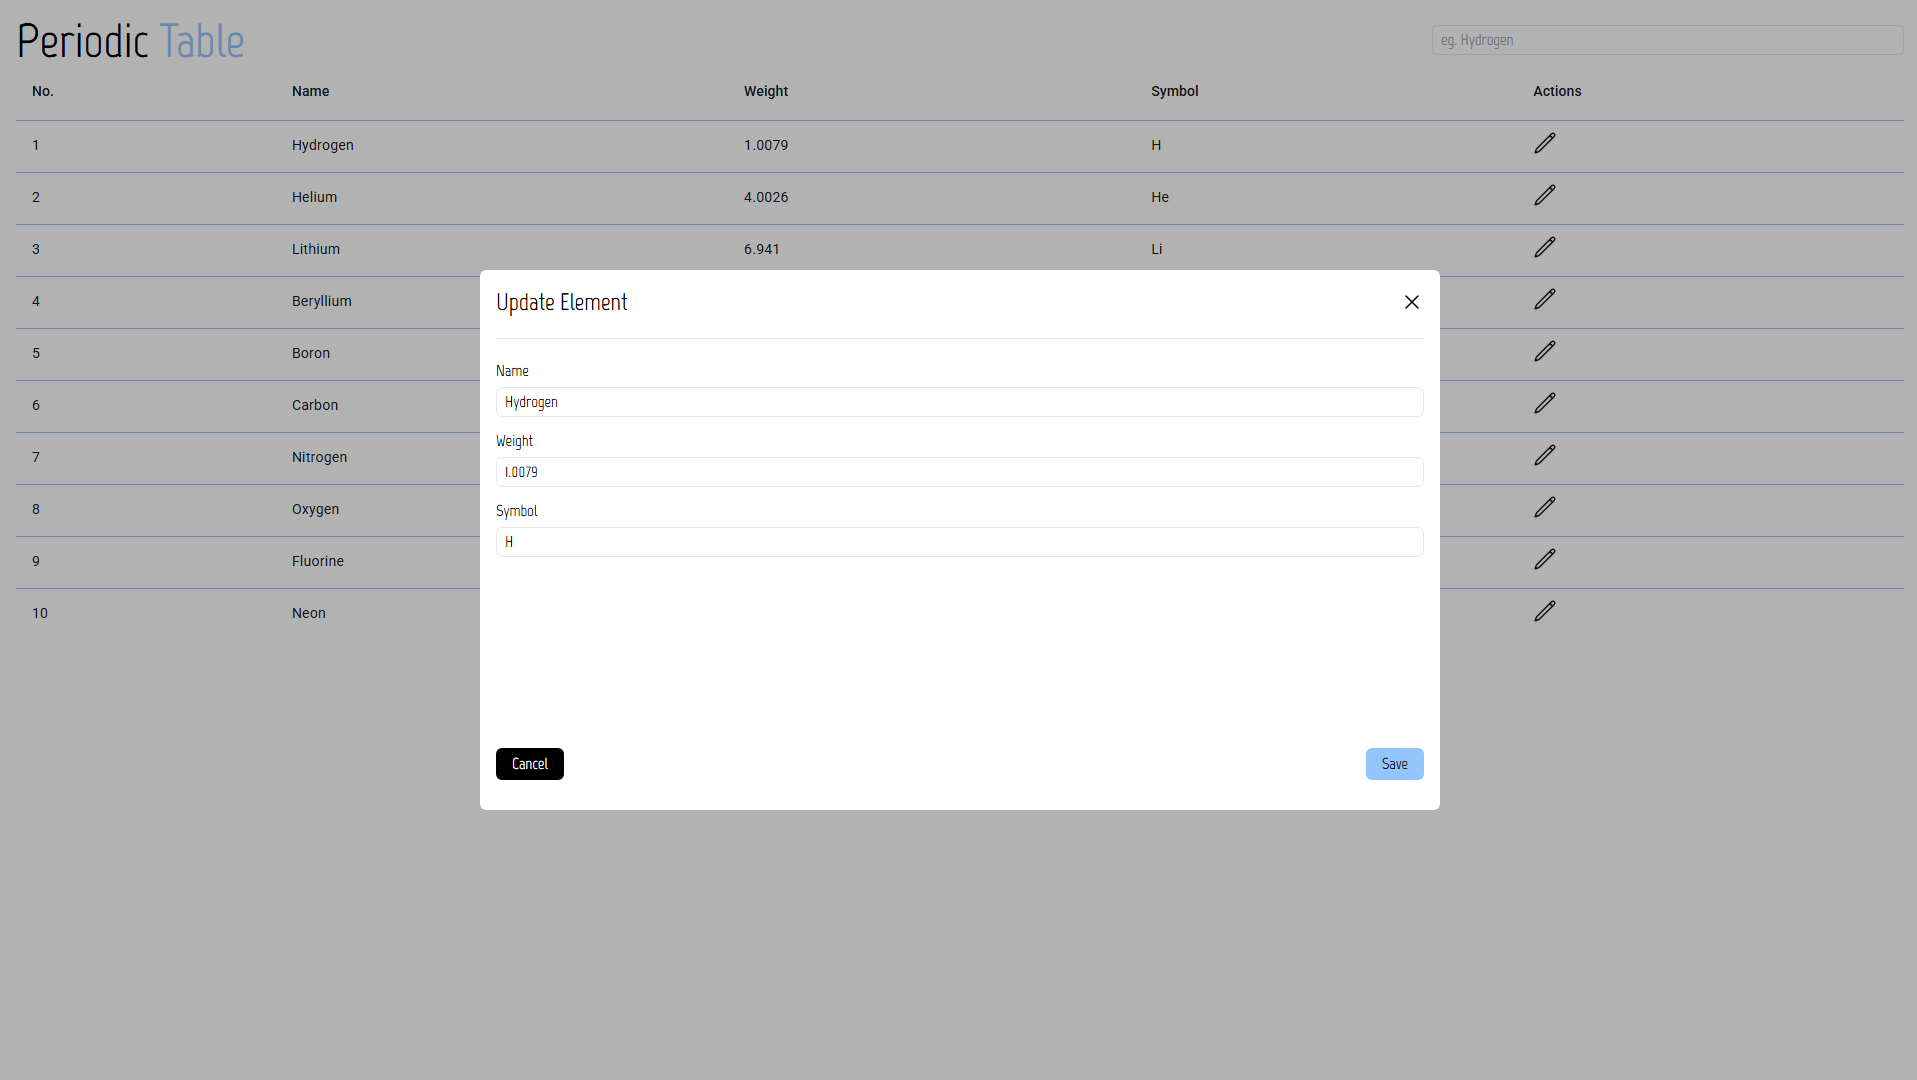 Periodic Table
eg. Hydrogen
No. Name Weight Symbol Actions
1 Hydrogen 1.0079 H
2 Helium 4.0026 He
3 Lithium 6.941 Li
4 Beryllium
5 Boron
6 Carbon
7 Nitrogen
8 Oxygen
9 Fluorine
10 Neon
Update Element
Name
Hydrogen
Weight
1.0079
Symbol
H
Cancel Save